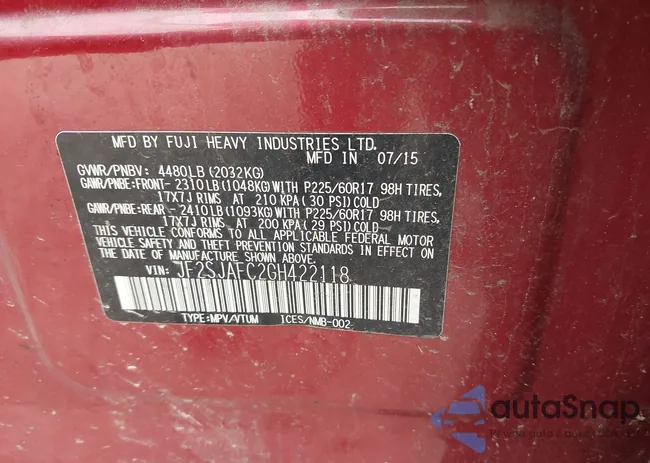 MFD BY FUJI HEAVY INDUSTRIES LTD.
MFD IN 07/15
GVWR/PNBV: 4480LB(2032KG)
GAWR/PNBE:FRONT- 2310LB(1048KG)WITH P225/60R17 98H TIRES,
17X7J RIMS AT 210 KPA(30 PSI)COLD
GAWR/PNBE:REAR -2410LB(1093KG)WITH P225/60R17 98H TIRES,
17X7J RIMS AT 200 KPA(29 PSI)COLD
THIS VEHICLE CONFORMS TO ALL APPLICABLE FEDERAL MOTOR
VEHICLE SAFETY AND THEFT PREVENTION STANDARDS IN EFFECT ON
THE DATE OF MANUFACTURE SHOWN ABOVE.
VIN: JF2SJAFC2GH422118
TYPE:MPV/VTUM ICES/NMB-002
autaSnap